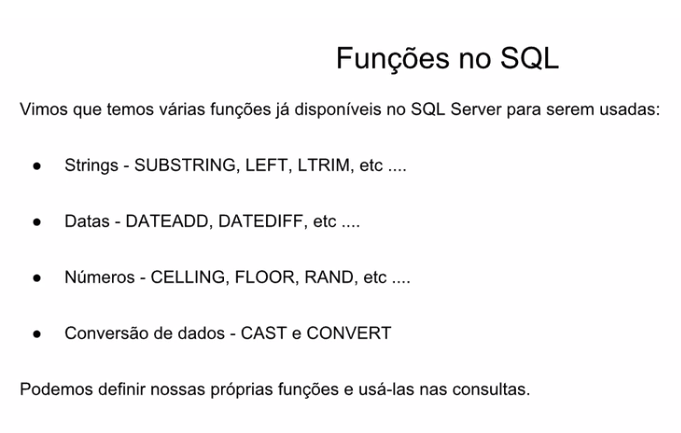 Funções no SQL
Vimos que temos várias funções já disponíveis no SQL Server para serem usadas:
● Strings - SUBSTRING, LEFT, LTRIM, etc ....
● Datas - DATEADD, DATEDIFF, etc ....
● Números - CELLING, FLOOR, RAND, etc ....
● Conversão de dados - CAST e CONVERT
Podemos definir nossas próprias funções e usá-las nas consultas.